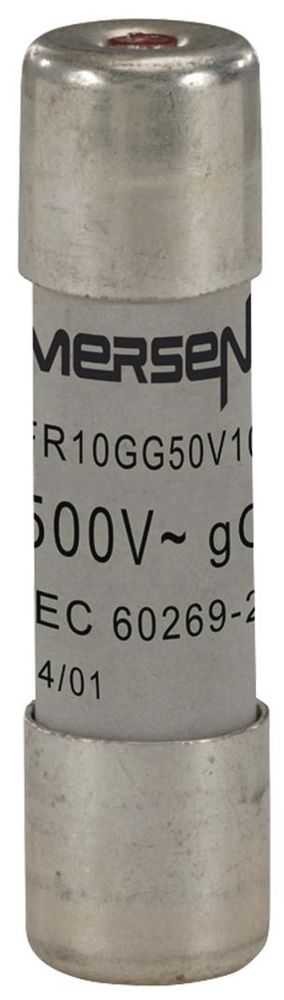 MERSEN
FR10GG50V10
500V~ gG
IEC 60269-2
4/01